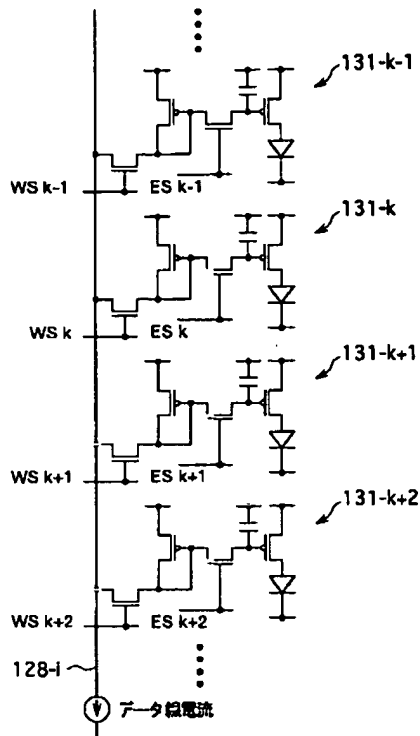 131-k-1
WS k-1 ES k-1
131-k
WS k ES k
131-k+1
WS k+1 ES k+1
131-k+2
WS k+2 ES k+2
128-i
データ線電流